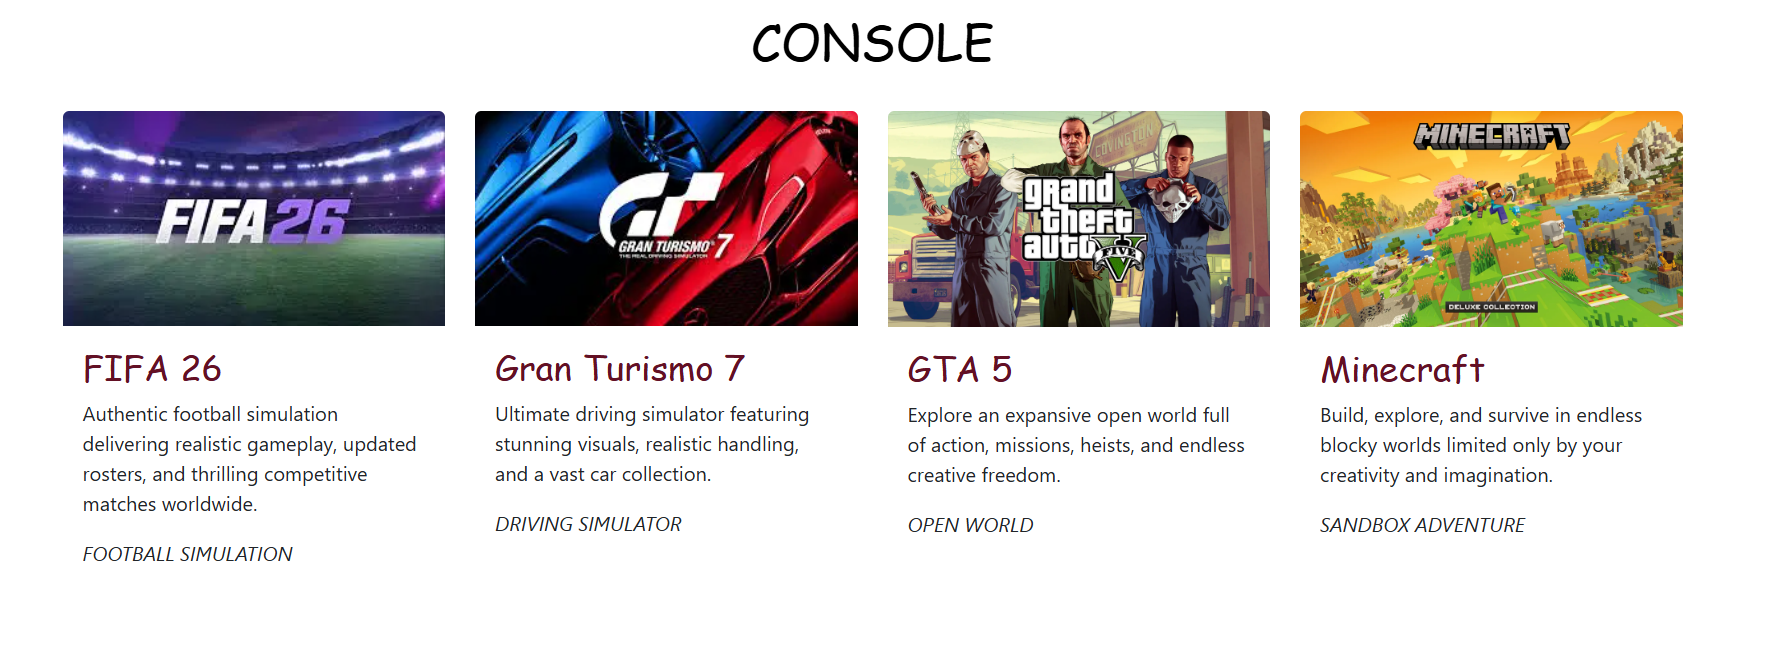 CONSOLE
FIFA 26
GRAN TURISMO 7
THE REAL DRIVING SIMULATOR
COVINGTON
grand
theft
auto
V
FIVE
MINECRAFT
DELUXE COLLECTION
FIFA 26
Authentic football simulation
delivering realistic gameplay, updated
rosters, and thrilling competitive
matches worldwide.
FOOTBALL SIMULATION
Gran Turismo 7
Ultimate driving simulator featuring
stunning visuals, realistic handling,
and a vast car collection.
DRIVING SIMULATOR
GTA 5
Explore an expansive open world full
of action, missions, heists, and endless
creative freedom.
OPEN WORLD
Minecraft
Build, explore, and survive in endless
blocky worlds limited only by your
creativity and imagination.
SANDBOX ADVENTURE